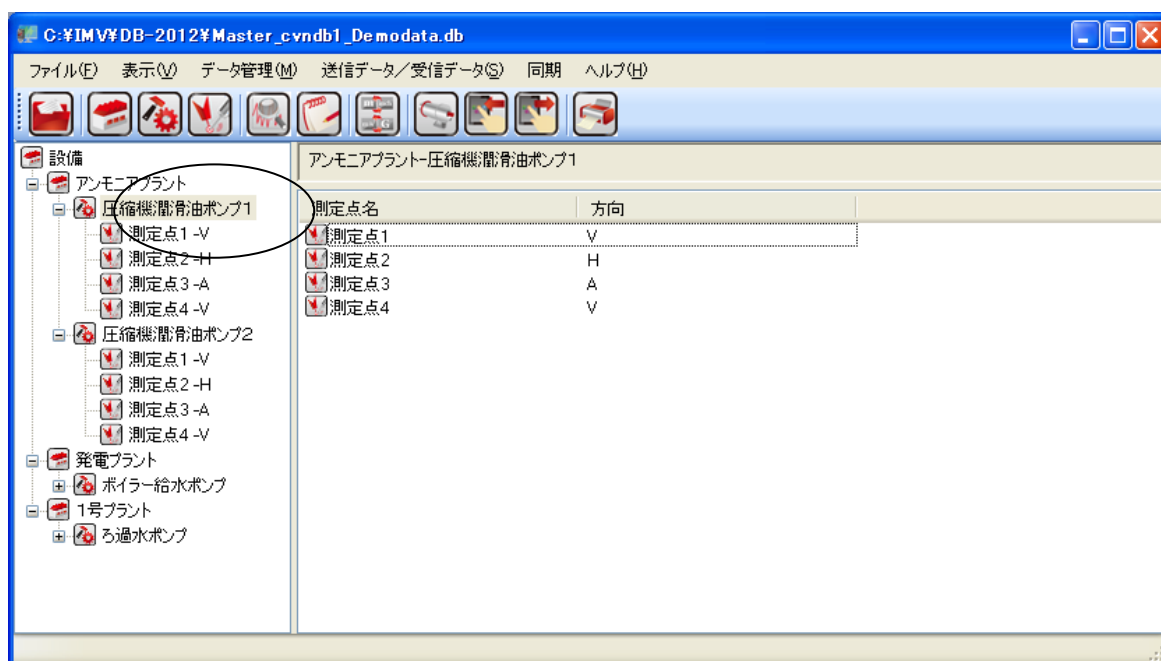 C:¥IMV¥DB-2012¥Master_cvndb1_Demodata.db
ファイル(F) 表示(V) データ管理(M) 送信データ/受信データ(S) 同期 ヘルプ(H)
設備
アンモニアプラント
圧縮機潤滑油ポンプ1
測定点1 -V
測定点2 -H
測定点3 -A
測定点4 -V
圧縮機潤滑油ポンプ2
測定点1 -V
測定点2 -H
測定点3 -A
測定点4 -V
発電プラント
ボイラー給水ポンプ
1号プラント
ろ過水ポンプ
アンモニアプラント-圧縮機潤滑油ポンプ1
測定点名 方向
測定点1 V
測定点2 H
測定点3 A
測定点4 V